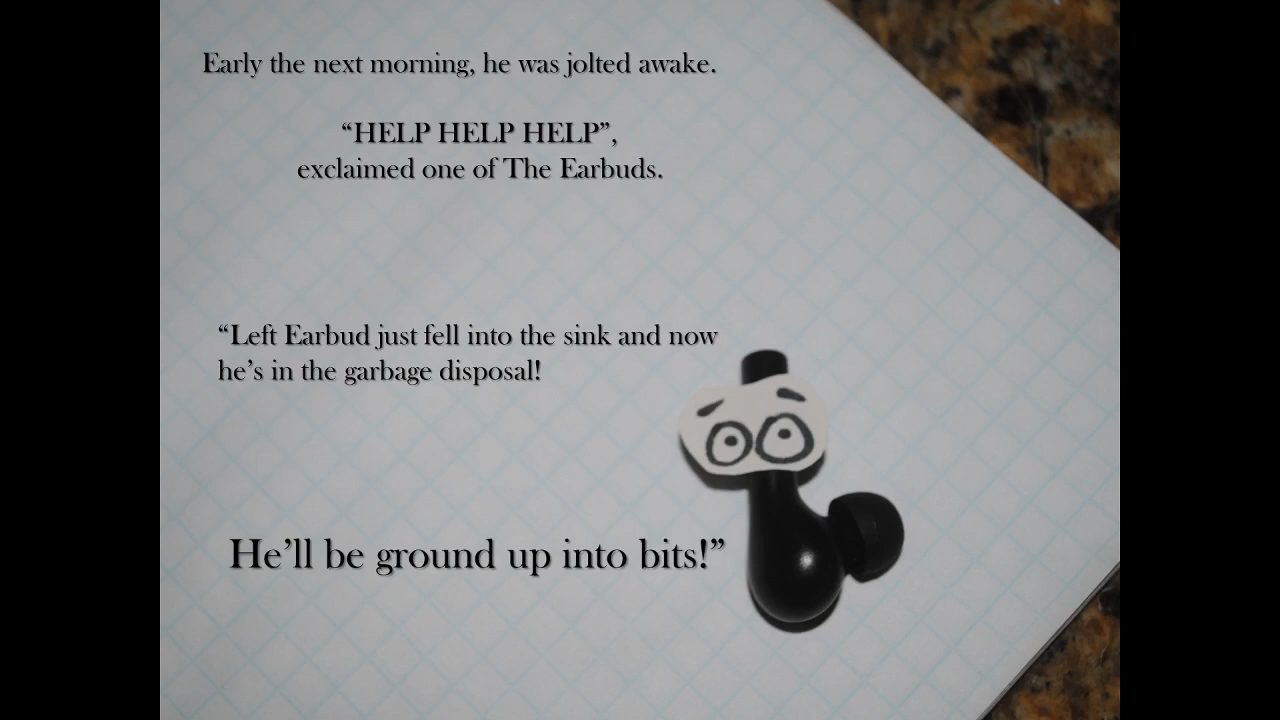 Early the next morning, he was jolted awake.
“HELP HELP HELP”,
exclaimed one of The Earbuds.
“Left Earbud just fell into the sink and now
he’s in the garbage disposal!
He’ll be ground up into bits!”